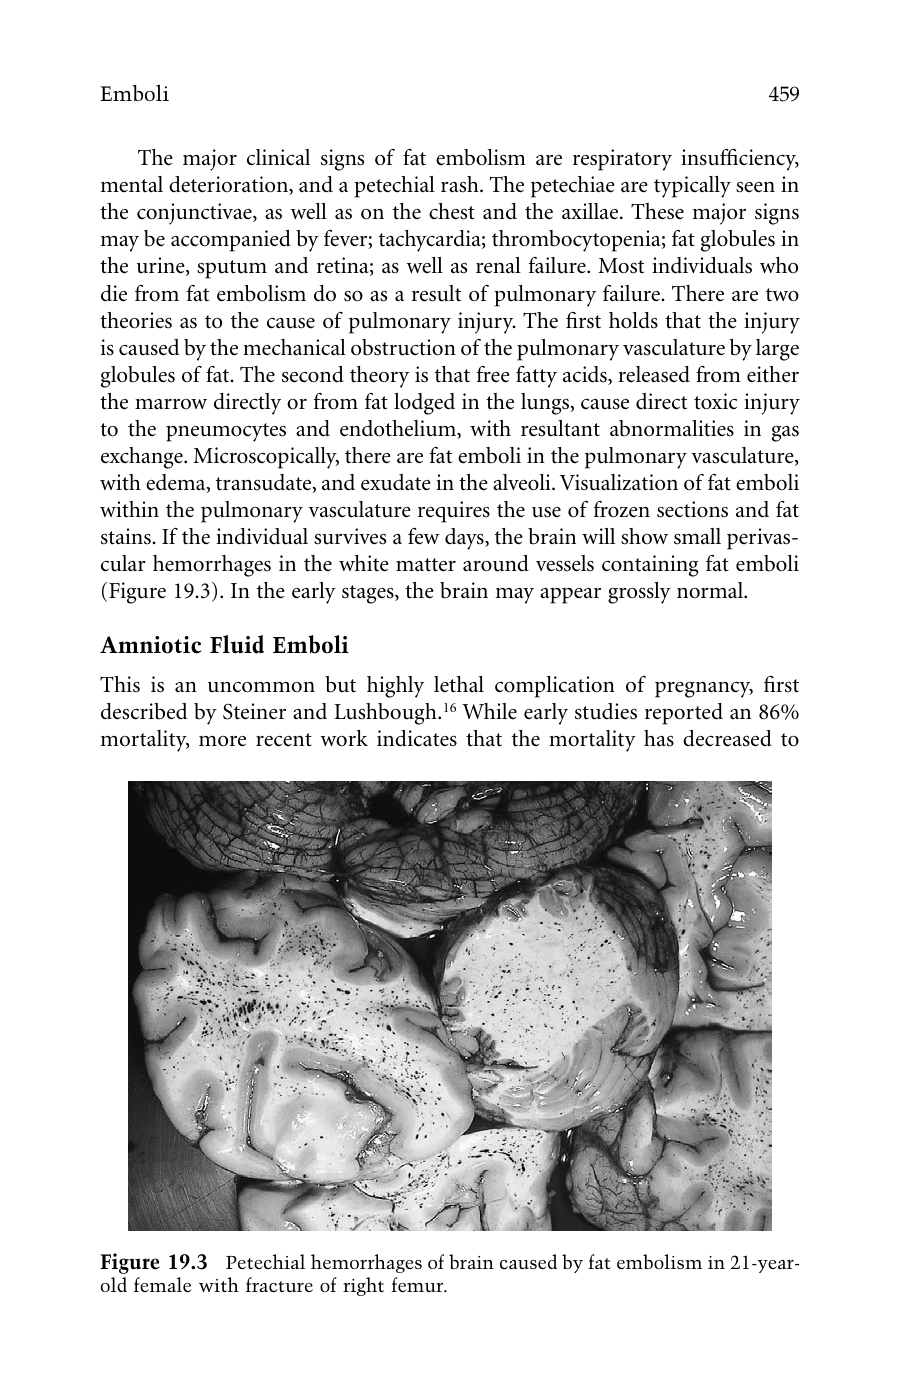 Emboli 459
The major clinical signs of fat embolism are respiratory insufficiency,
mental deterioration, and a petechial rash. The petechiae are typically seen in
the conjunctivae, as well as on the chest and the axillae. These major signs
may be accompanied by fever; tachycardia; thrombocytopenia; fat globules in
the urine, sputum and retina; as well as renal failure. Most individuals who
die from fat embolism do so as a result of pulmonary failure. There are two
theories as to the cause of pulmonary injury. The first holds that the injury
is caused by the mechanical obstruction of the pulmonary vasculature by large
globules of fat. The second theory is that free fatty acids, released from either
the marrow directly or from fat lodged in the lungs, cause direct toxic injury
to the pneumocytes and endothelium, with resultant abnormalities in gas
exchange. Microscopically, there are fat emboli in the pulmonary vasculature,
with edema, transudate, and exudate in the alveoli. Visualization of fat emboli
within the pulmonary vasculature requires the use of frozen sections and fat
stains. If the individual survives a few days, the brain will show small perivas-
cular hemorrhages in the white matter around vessels containing fat emboli
(Figure 19.3). In the early stages, the brain may appear grossly normal.
Amniotic Fluid Emboli
This is an uncommon but highly lethal complication of pregnancy, first
described by Steiner and Lushbough.16 While early studies reported an 86%
mortality, more recent work indicates that the mortality has decreased to
Figure 19.3 Petechial hemorrhages of brain caused by fat embolism in 21-year-
old female with fracture of right femur.